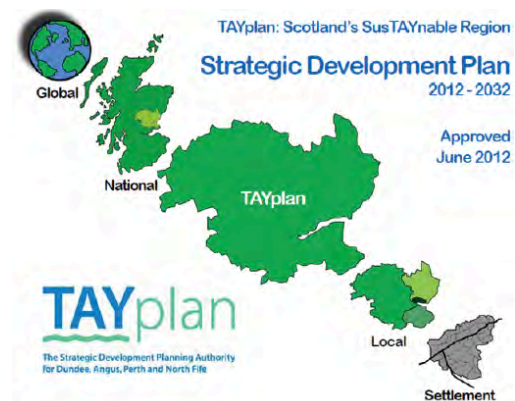 TAYplan: Scotland's SusTAYnable Region
Strategic Development Plan
2012 - 2032
Approved
June 2012
Global
National
TAYplan
Local
Settlement
TAYplan
The Strategic Development Planning Authority
for Dundee, Angus, Perth and North Fife